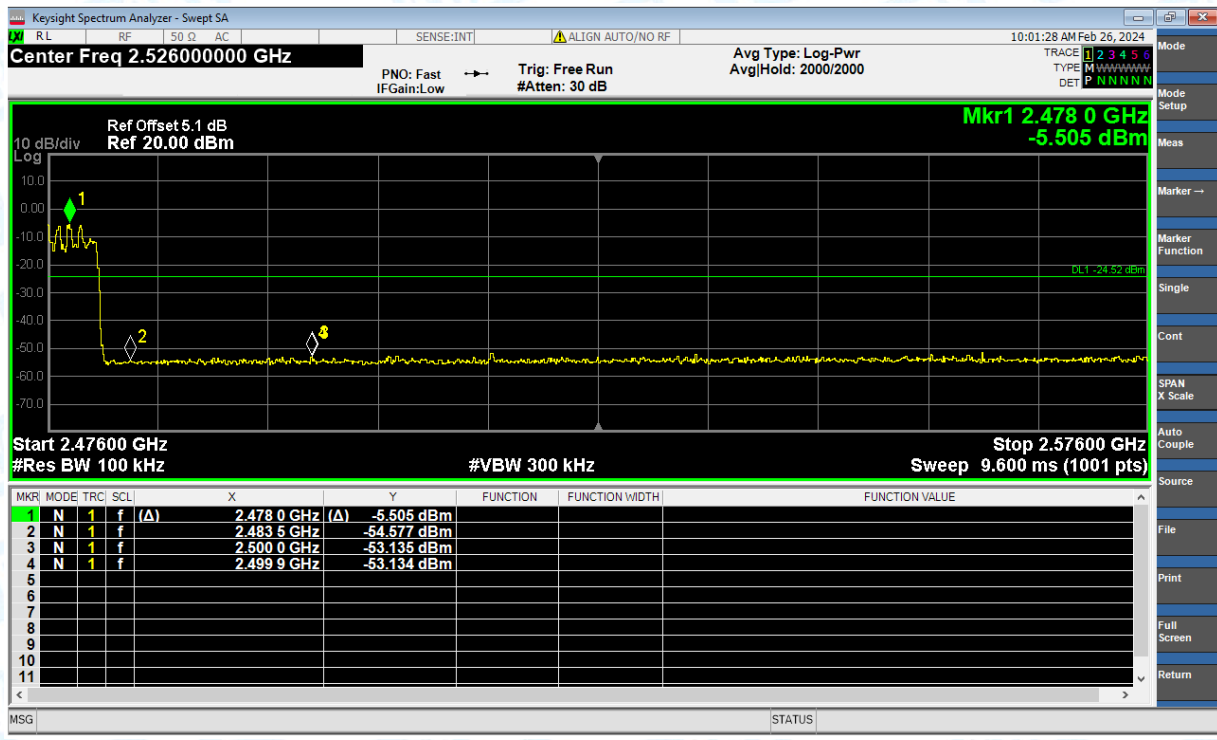 Keysight Spectrum Analyzer - Swept SA
LXI RL RF 50 Ω AC SENSE:INT ALIGN AUTO/NO RF 10:01:28 AM Feb 26, 2024
Center Freq 2.526000000 GHz
PNO: Fast
IFGain:Low
Trig: Free Run
#Atten: 30 dB
Avg Type: Log-Pwr
Avg|Hold: 2000/2000
TRACE 1 2 3 4 5 6
TYPE M W W W W W
DET P N N N N N
Mkr1 2.478 0 GHz
-5.505 dBm
Ref Offset 5.1 dB
10 dB/div Ref 20.00 dBm
Log
10.0
0.00
-10.0
-20.0
-30.0
-40.0
-50.0
-60.0
-70.0
1
2
DL1 -24.52 dBm
Start 2.47600 GHz Stop 2.57600 GHz
#Res BW 100 kHz #VBW 300 kHz Sweep 9.600 ms (1001 pts)
MKR MODE TRC SCL X Y FUNCTION FUNCTION WIDTH FUNCTION VALUE
1 N 1 f (Δ) 2.478 0 GHz (Δ) -5.505 dBm
2 N 1 f 2.483 5 GHz -54.577 dBm
3 N 1 f 2.500 0 GHz -53.135 dBm
4 N 1 f 2.499 9 GHz -53.134 dBm
5
6
7
8
9
10
11
MSG STATUS
Mode
Mode
Setup
Meas
Marker →
Marker
Function
Single
Cont
SPAN
X Scale
Auto
Couple
Source
File
Print
Full
Screen
Return